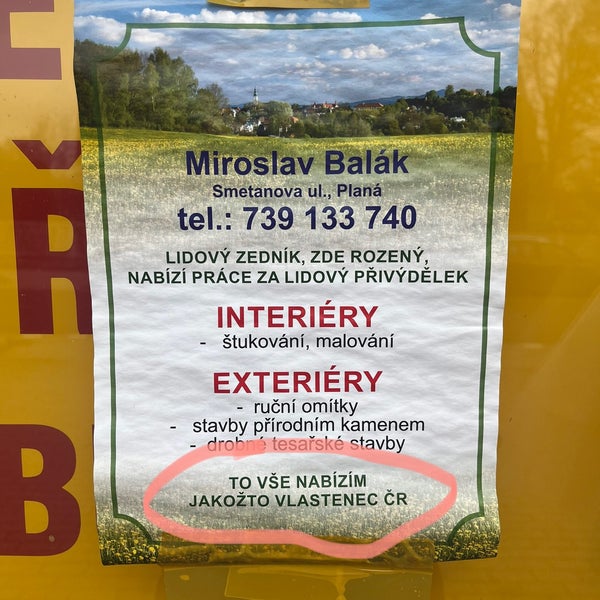 E
Ř
B
Miroslav Balák
Smetanova ul., Planá
tel.: 739 133 740
LIDOVÝ ZEDNÍK, ZDE ROZENÝ,
NABÍZÍ PRÁCE ZA LIDOVÝ PŘIVÝDĚLEK
INTERIÉRY
- štukování, malování
EXTERIÉRY
- ruční omítky
- stavby přírodním kamenem
- drobné tesařské stavby
TO VŠE NABÍZÍM
JAKOŽTO VLASTENEC ČR